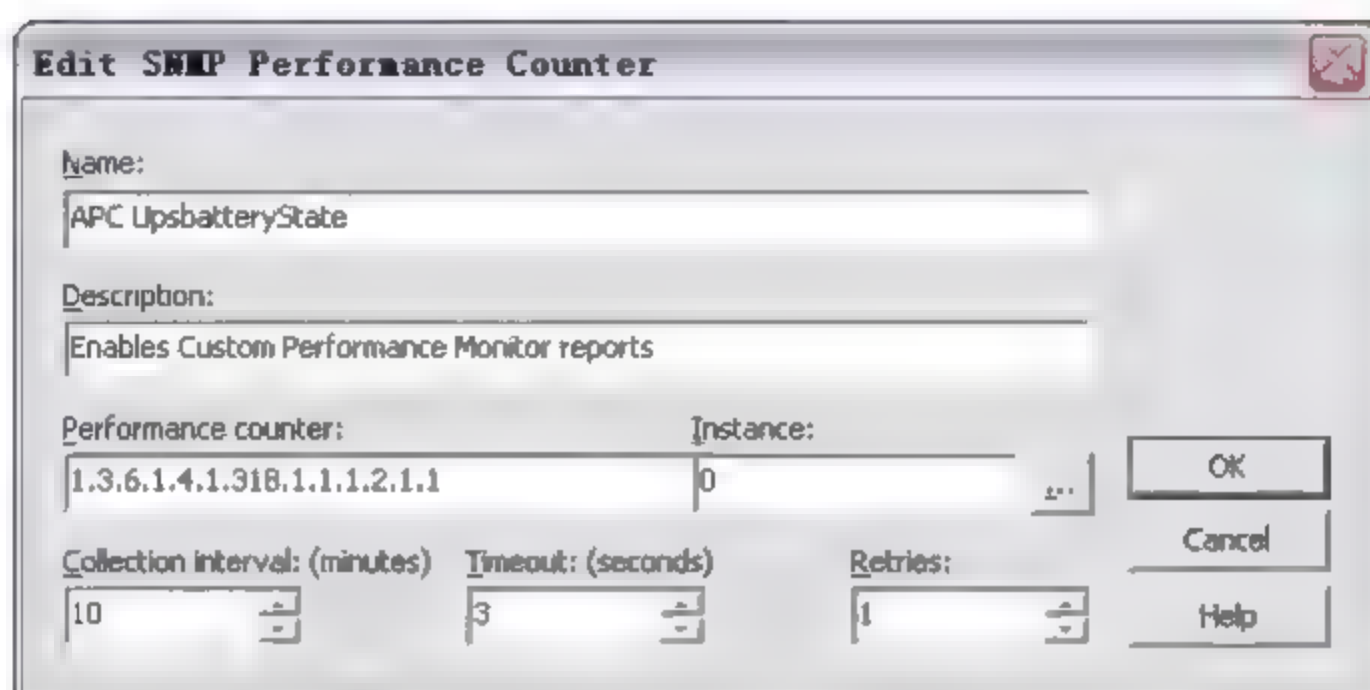 Edit SNMP Performance Counter
Name:
APC UpsbatteryState
Description:
Enables Custom Performance Monitor reports
Performance counter: Instance:
1.3.6.1.4.1.318.1.1.1.2.1.1 0 ...
OK
Collection interval: (minutes) Timeout: (seconds) Retries:
Cancel
10 3 1
Help